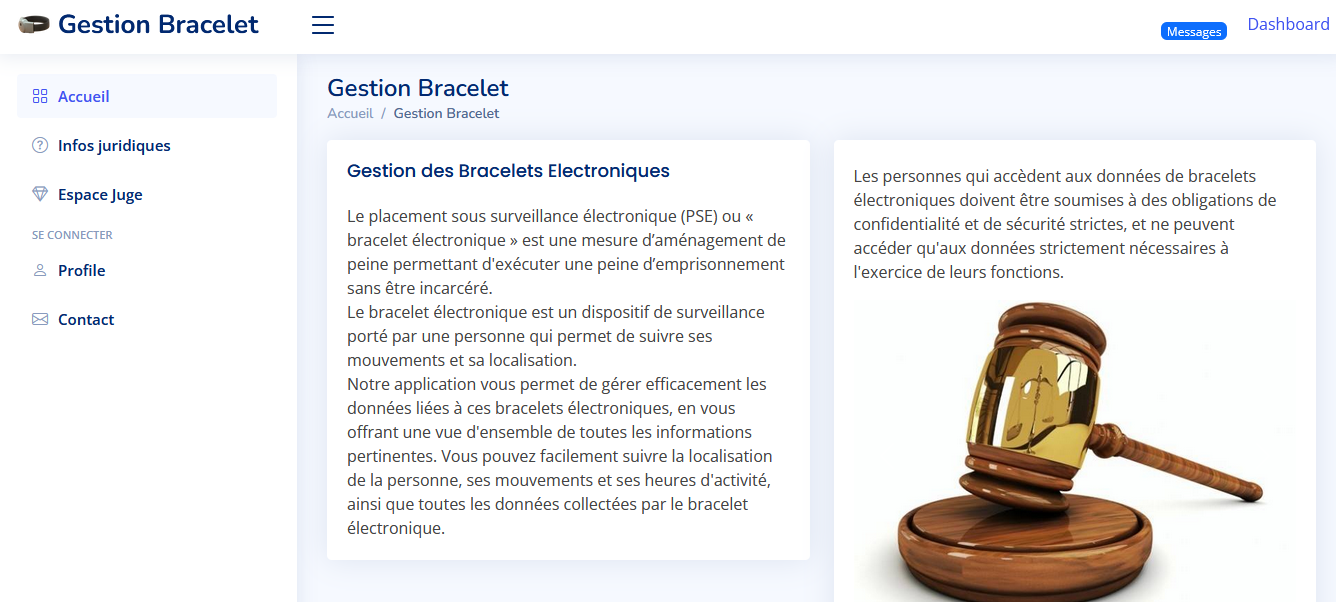 Gestion Bracelet
Messages
Dashboard
Accueil
Infos juridiques
Espace Juge
SE CONNECTER
Profile
Contact
Gestion Bracelet
Accueil / Gestion Bracelet
Gestion des Bracelets Electroniques
Le placement sous surveillance électronique (PSE) ou «
bracelet électronique » est une mesure d’aménagement de
peine permettant d'exécuter une peine d’emprisonnement
sans être incarcéré.
Le bracelet électronique est un dispositif de surveillance
porté par une personne qui permet de suivre ses
mouvements et sa localisation.
Notre application vous permet de gérer efficacement les
données liées à ces bracelets électroniques, en vous
offrant une vue d'ensemble de toutes les informations
pertinentes. Vous pouvez facilement suivre la localisation
de la personne, ses mouvements et ses heures d'activité,
ainsi que toutes les données collectées par le bracelet
électronique.
Les personnes qui accèdent aux données de bracelets
électroniques doivent être soumises à des obligations de
confidentialité et de sécurité strictes, et ne peuvent
accéder qu'aux données strictement nécessaires à
l'exercice de leurs fonctions.